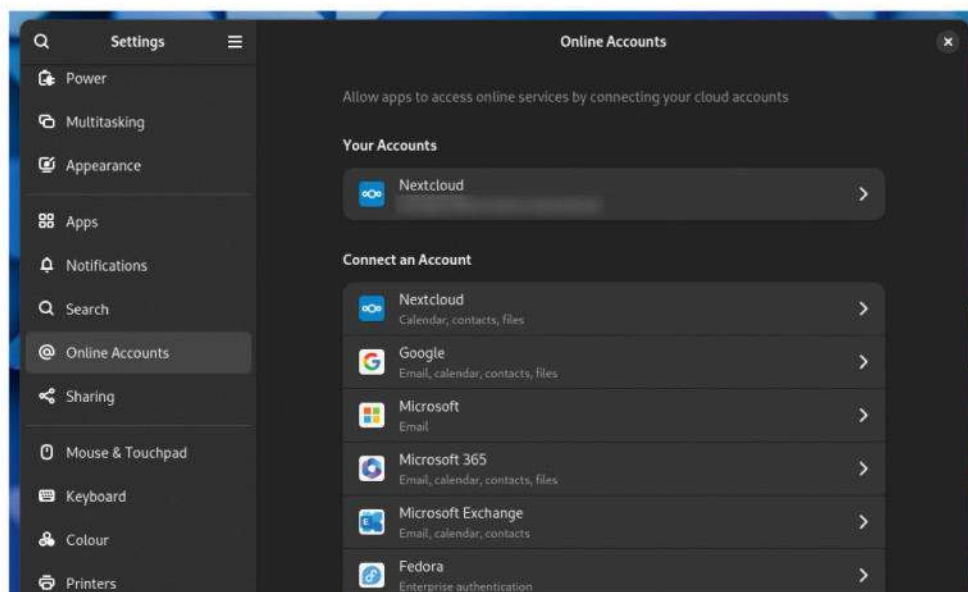 Settings
Power
Multitasking
Appearance
Apps
Notifications
Search
Online Accounts
Sharing
Mouse & Touchpad
Keyboard
Colour
Printers
Online Accounts
Allow apps to access online services by connecting your cloud accounts
Your Accounts
Nextcloud
Connect an Account
Nextcloud
Calendar, contacts, files
Google
Email, calendar, contacts, files
Microsoft
Email
Microsoft 365
Email, calendar, contacts, files
Microsoft Exchange
Email, calendar, contacts
Fedora
Enterprise authentication